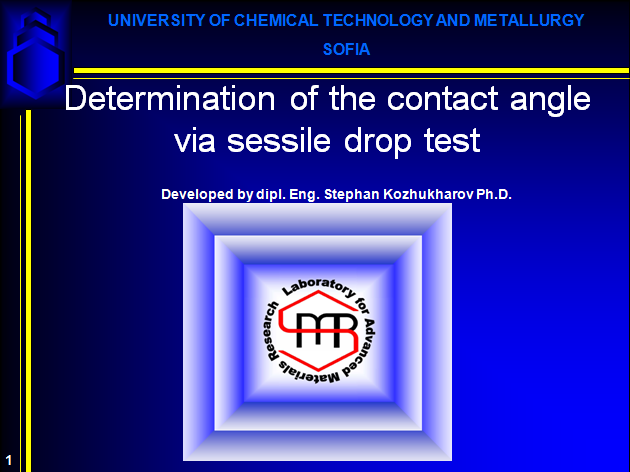 UNIVERSITY OF CHEMICAL TECHNOLOGY AND METALLURGY
SOFIA
Determination of the contact angle
via sessile drop test
Developed by dipl. Eng. Stephan Kozhukharov Ph.D.
Laboratory for Advanced Materials Research
1